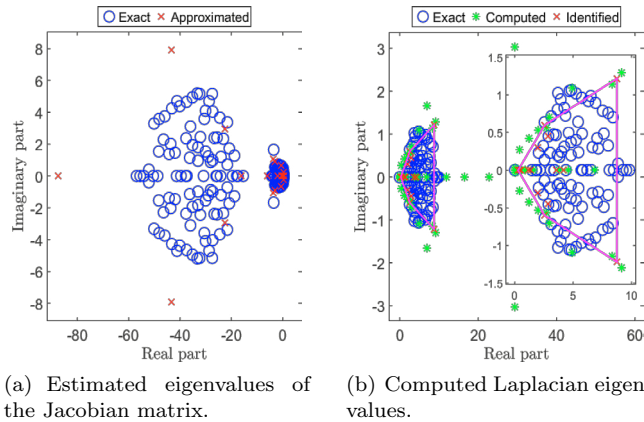 Exact Approximated
8
6
4
2
0
-2
-4
-6
-8
Imaginary part
-80 -60 -40 -20 0
Real part
(a) Estimated eigenvalues of
the Jacobian matrix.
Exact Computed Identified
3
2
1
0
-1
-2
-3
Imaginary part
1.5
1
0.5
0
-0.5
-1
-1.5
0 5 10
0 20 40 60
Real part
(b) Computed Laplacian eigen
values.